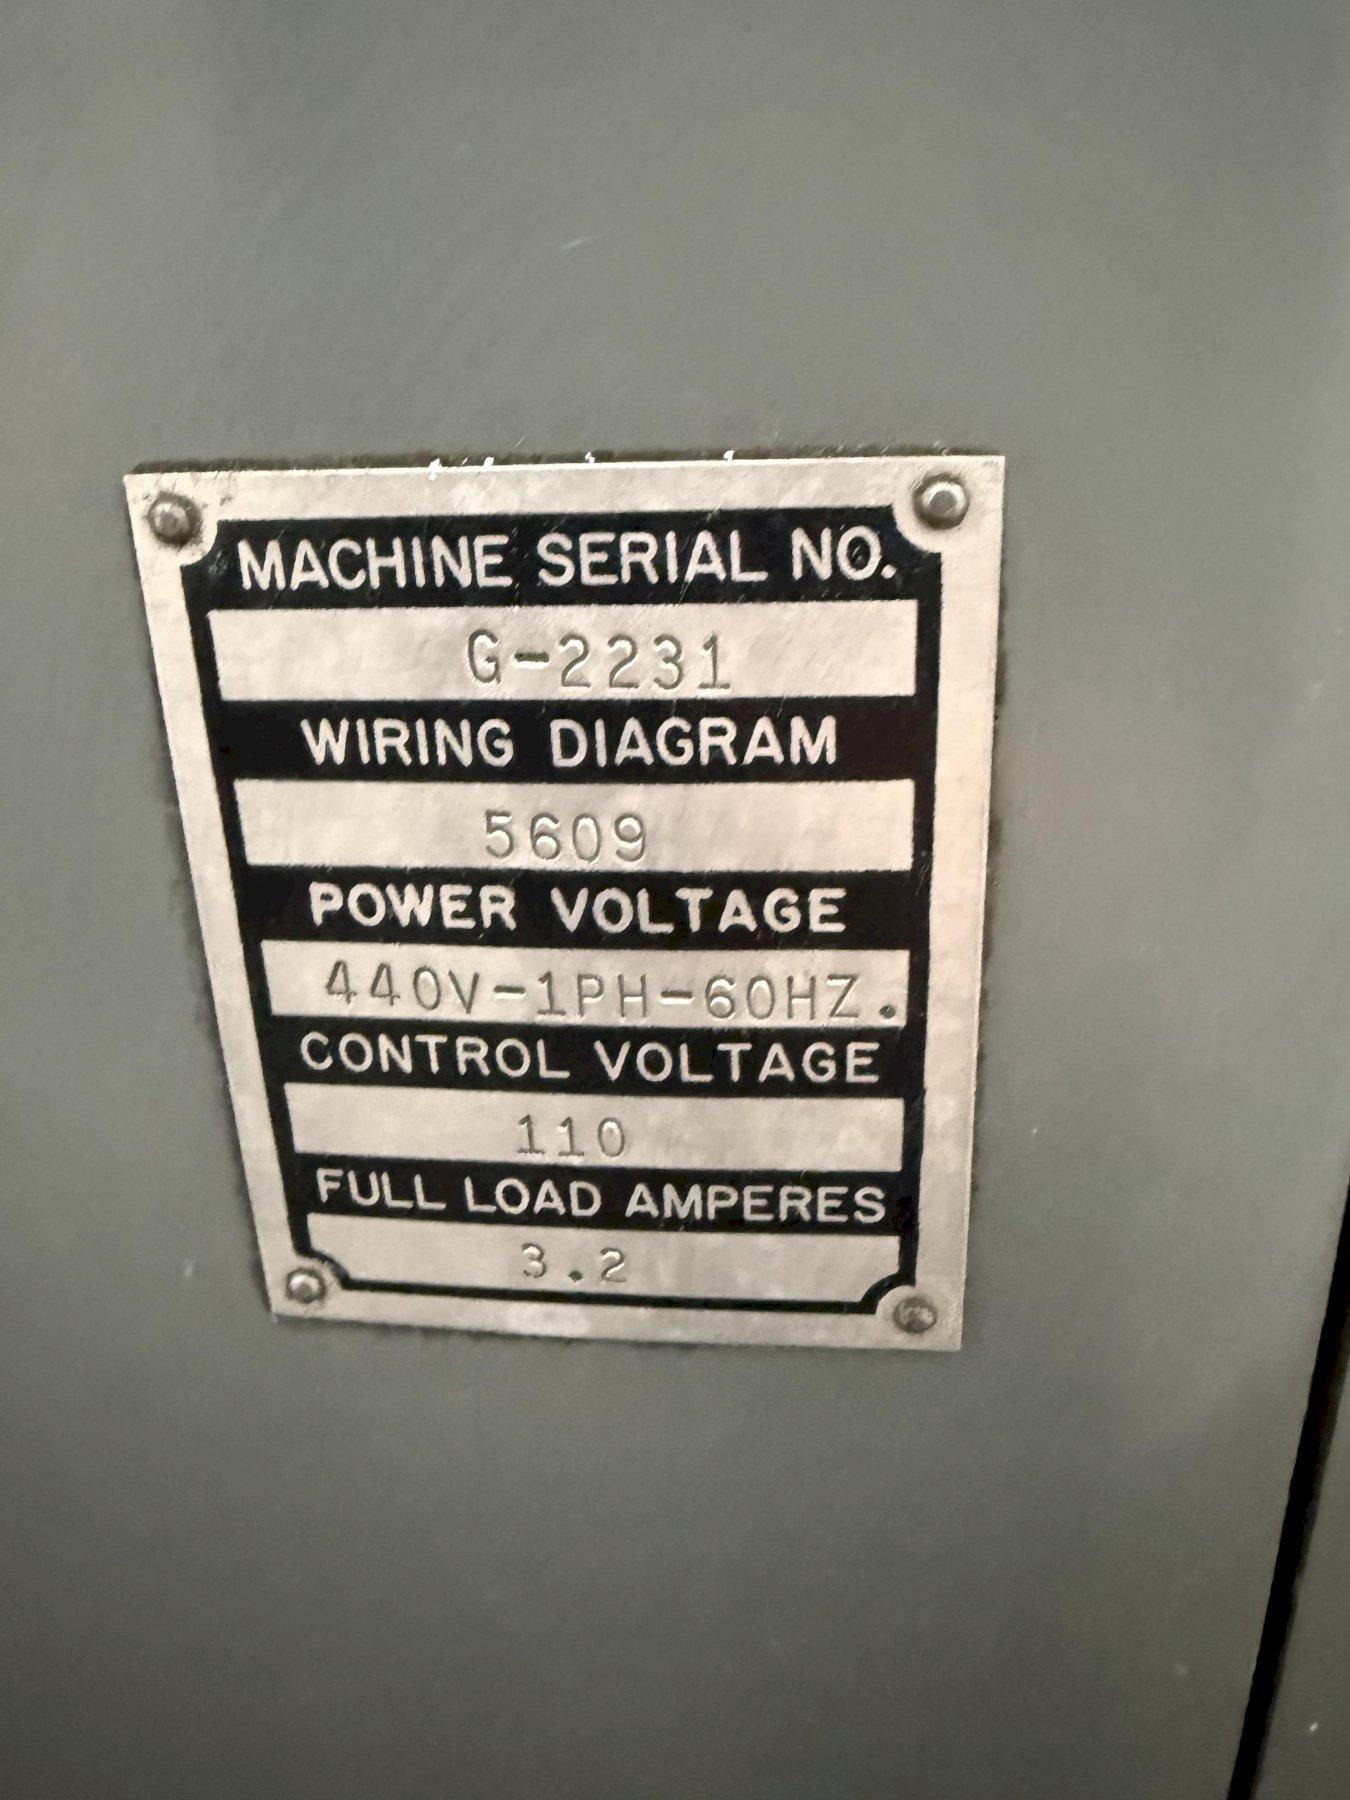 MACHINE SERIAL NO.
G-2231
WIRING DIAGRAM
5609
POWER VOLTAGE
440V-1PH-60HZ.
CONTROL VOLTAGE
110
FULL LOAD AMPERES
3.2